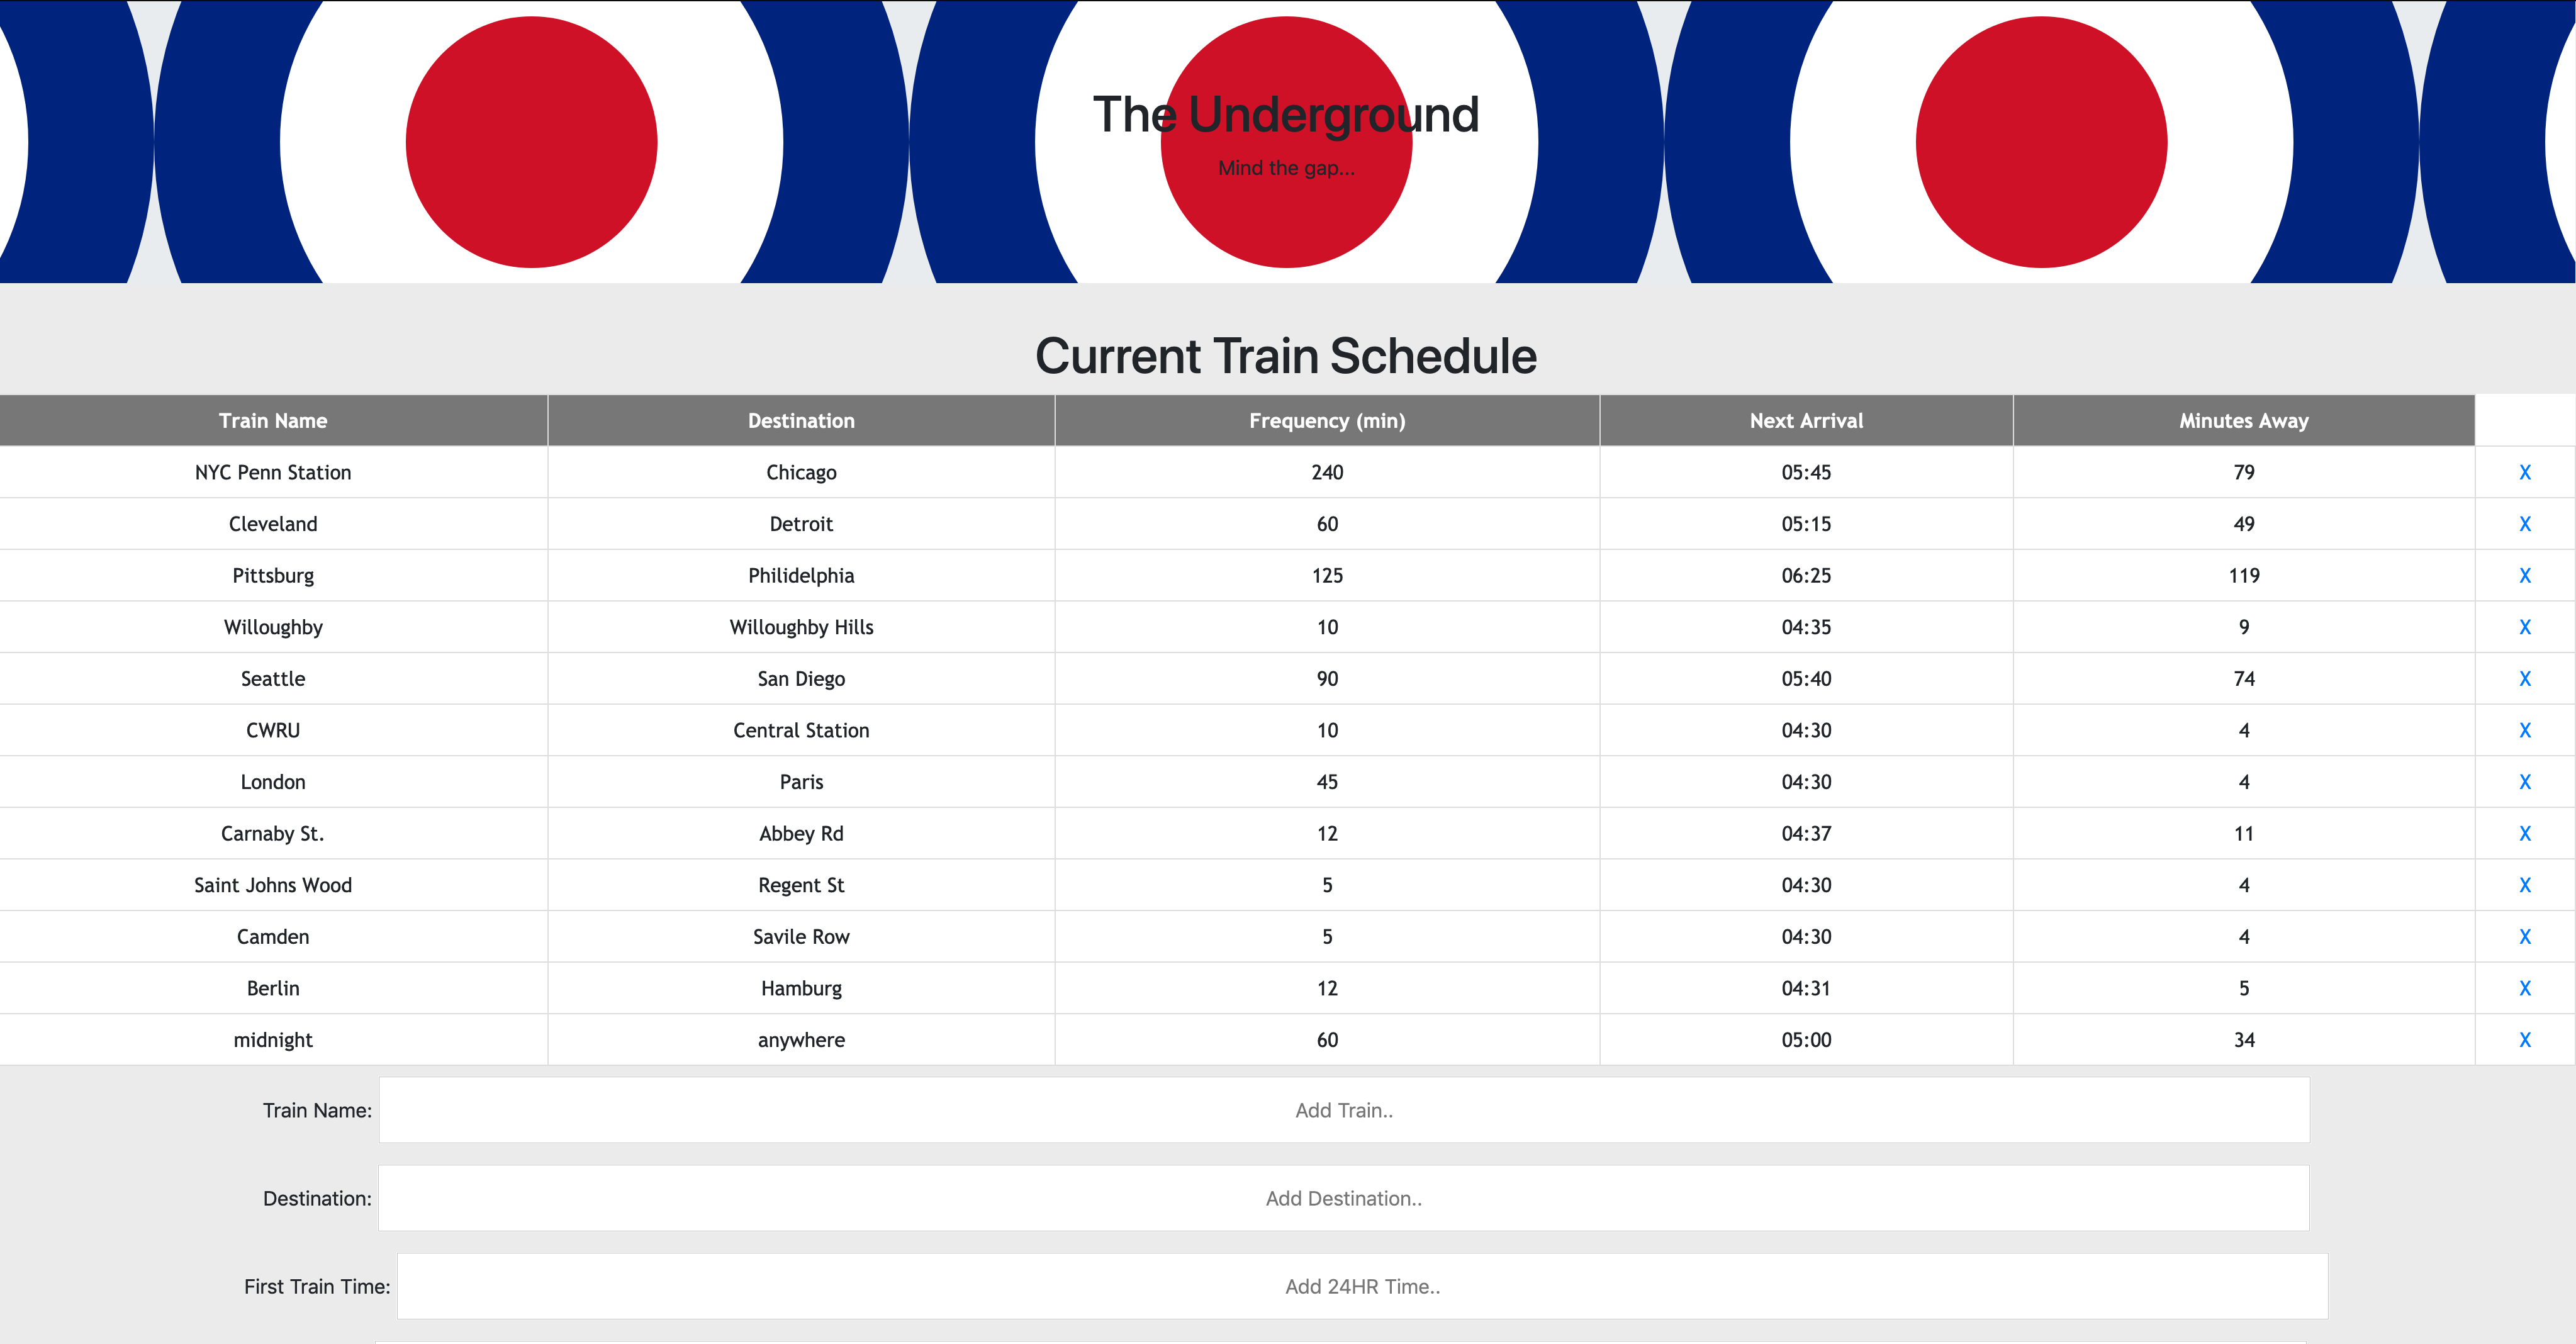 The Underground
Mind the gap...
Current Train Schedule
Train Name Destination Frequency (min) Next Arrival Minutes Away
NYC Penn Station Chicago 240 05:45 79 X
Cleveland Detroit 60 05:15 49 X
Pittsburg Philidelphia 125 06:25 119 X
Willoughby Willoughby Hills 10 04:35 9 X
Seattle San Diego 90 05:40 74 X
CWRU Central Station 10 04:30 4 X
London Paris 45 04:30 4 X
Carnaby St. Abbey Rd 12 04:37 11 X
Saint Johns Wood Regent St 5 04:30 4 X
Camden Savile Row 5 04:30 4 X
Berlin Hamburg 12 04:31 5 X
midnight anywhere 60 05:00 34 X
Train Name: Add Train..
Destination: Add Destination..
First Train Time: Add 24HR Time..